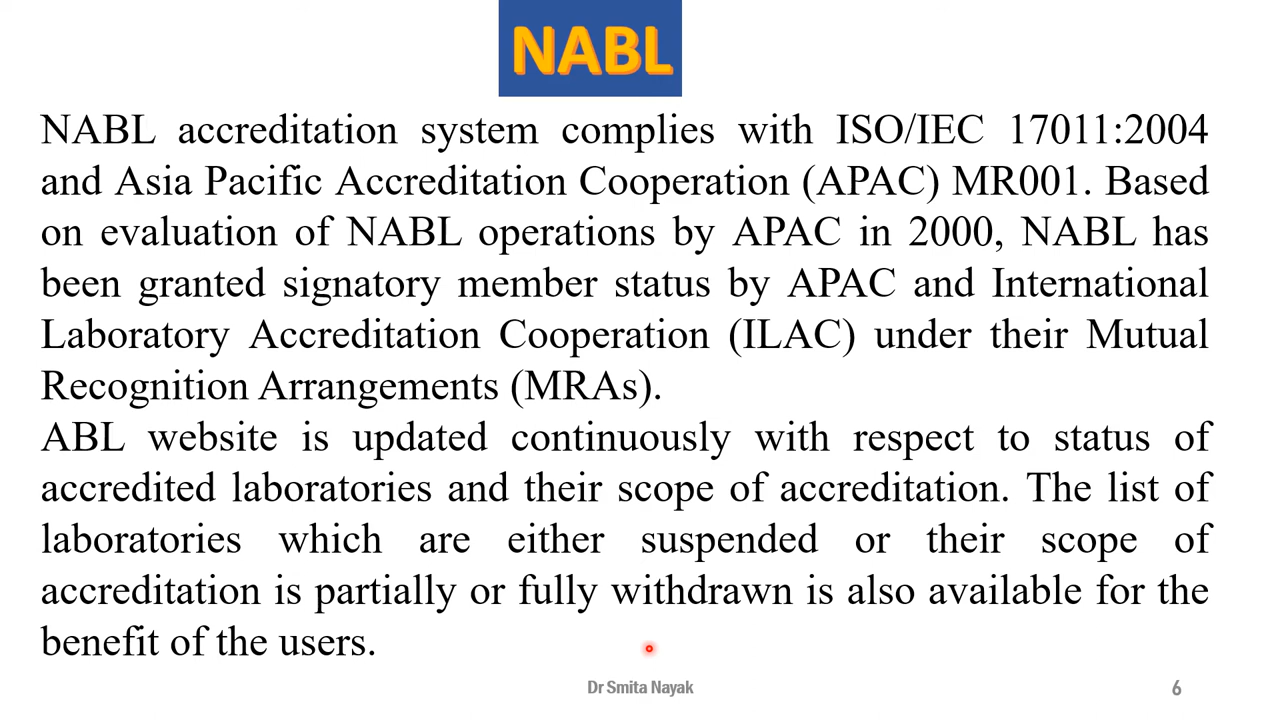 NABL
NABL accreditation system complies with ISO/IEC 17011:2004
and Asia Pacific Accreditation Cooperation (APAC) MR001. Based
on evaluation of NABL operations by APAC in 2000, NABL has
been granted signatory member status by APAC and International
Laboratory Accreditation Cooperation (ILAC) under their Mutual
Recognition Arrangements (MRAs).
ABL website is updated continuously with respect to status of
accredited laboratories and their scope of accreditation. The list of
laboratories which are either suspended or their scope of
accreditation is partially or fully withdrawn is also available for the
benefit of the users.
Dr Smita Nayak
6